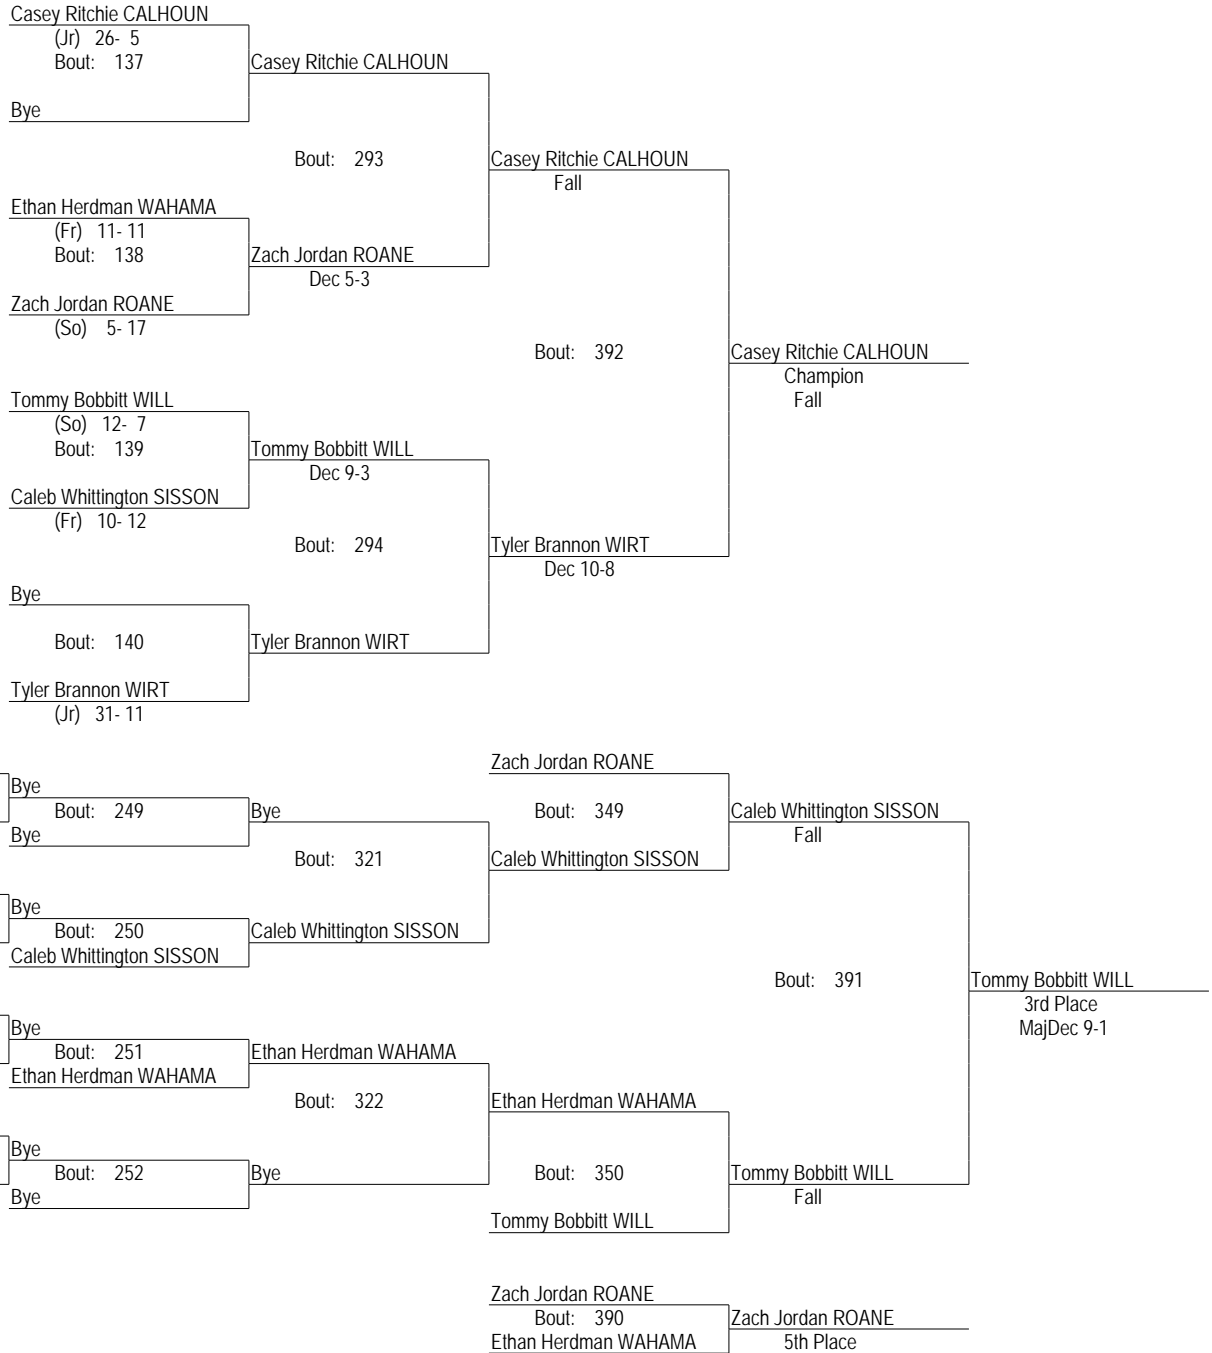 Casey Ritchie CALHOUN
(Jr) 26- 5
Bout: 137
Casey Ritchie CALHOUN
Bye
Bout: 293
Casey Ritchie CALHOUN
Fall
Ethan Herdman WAHAMA
(Fr) 11- 11
Bout: 138
Zach Jordan ROANE
Dec 5-3
Zach Jordan ROANE
(So) 5- 17
Bout: 392
Casey Ritchie CALHOUN
Champion
Fall
Tommy Bobbitt WILL
(So) 12- 7
Bout: 139
Tommy Bobbitt WILL
Dec 9-3
Caleb Whittington SISSON
(Fr) 10- 12
Bout: 294
Tyler Brannon WIRT
Dec 10-8
Bye
Bout: 140
Tyler Brannon WIRT
Tyler Brannon WIRT
(Jr) 31- 11
Zach Jordan ROANE
Bye
Bout: 249
Bye
Bout: 349
Caleb Whittington SISSON
Fall
Bye
Bout: 321
Caleb Whittington SISSON
Bye
Bout: 250
Caleb Whittington SISSON
Caleb Whittington SISSON
Bout: 391
Tommy Bobbitt WILL
3rd Place
MajDec 9-1
Bye
Bout: 251
Ethan Herdman WAHAMA
Ethan Herdman WAHAMA
Bout: 322
Ethan Herdman WAHAMA
Bye
Bout: 252
Bye
Bout: 350
Tommy Bobbitt WILL
Fall
Bye
Tommy Bobbitt WILL
Zach Jordan ROANE
Bout: 390
Zach Jordan ROANE
Ethan Herdman WAHAMA
5th Place